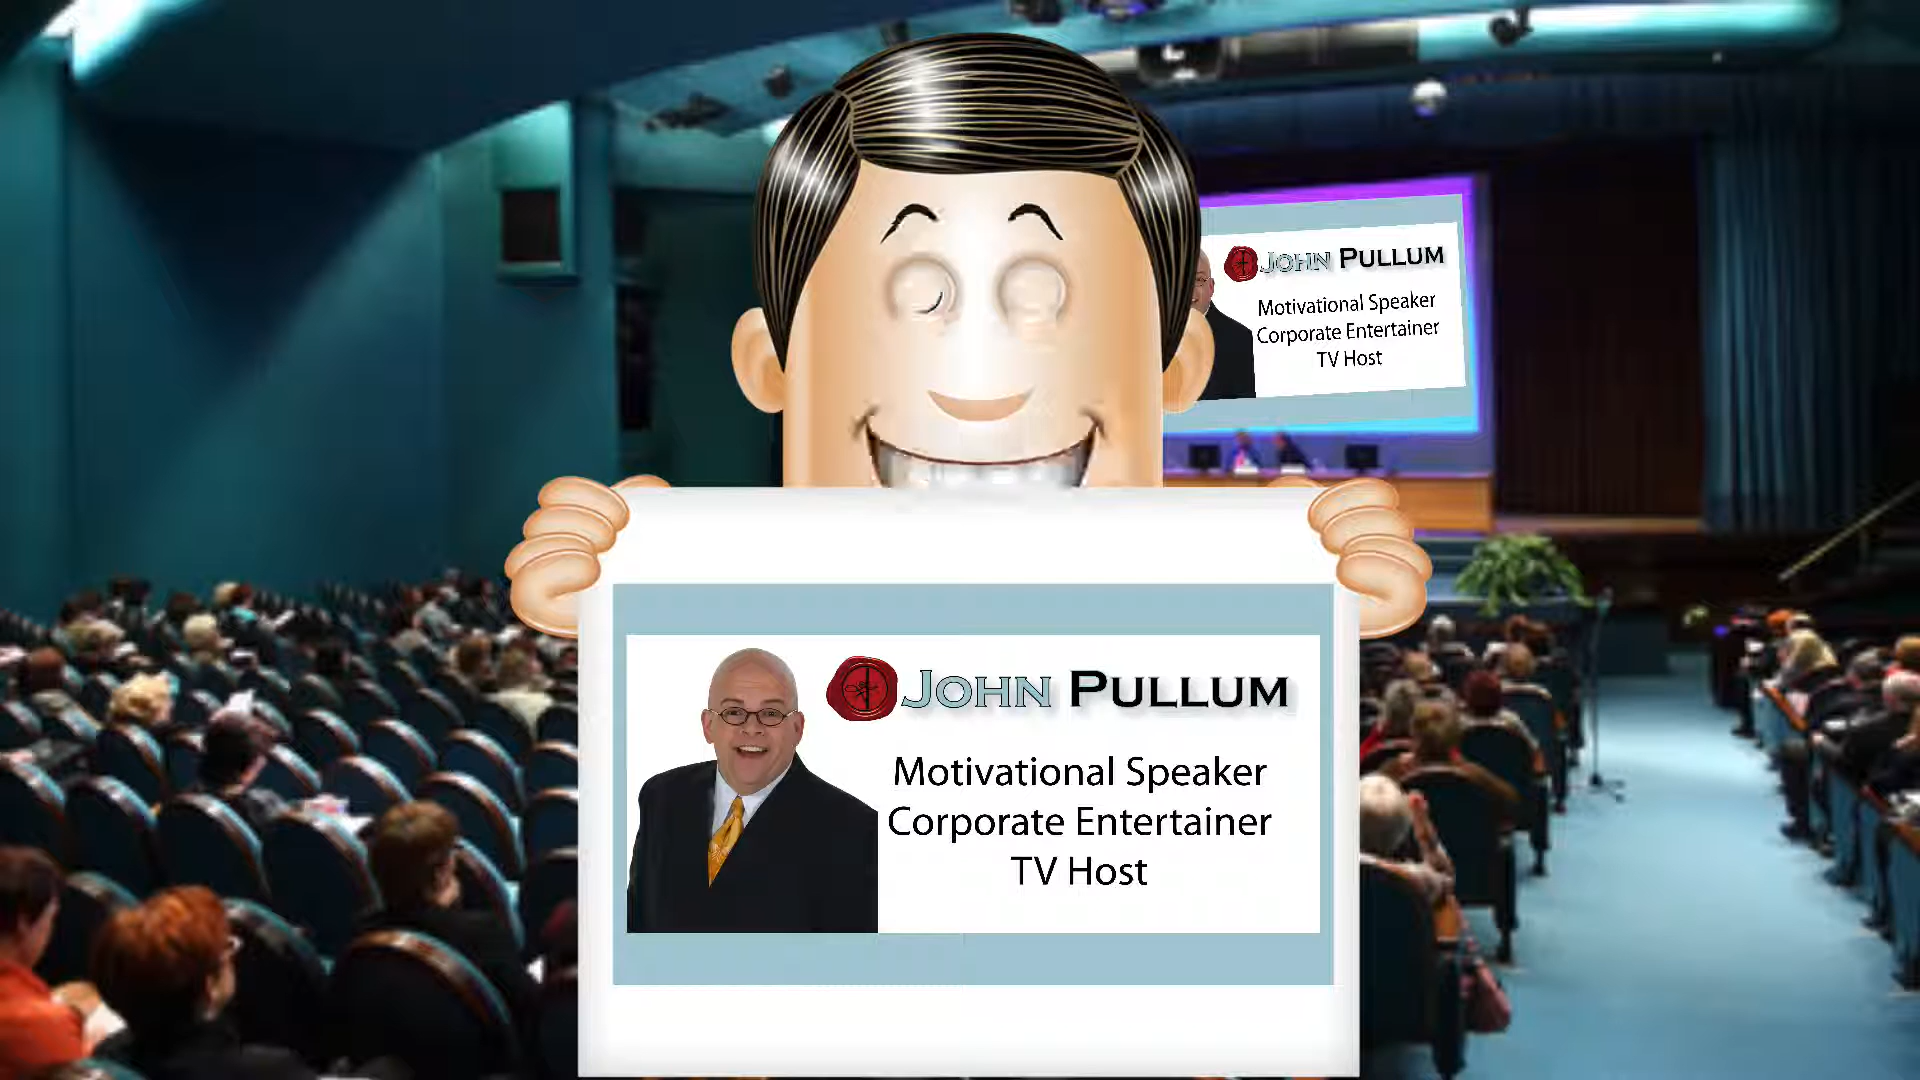 JOHN PULLUM
Motivational Speaker
Corporate Entertainer
TV Host
JOHN PULLUM
Motivational Speaker
Corporate Entertainer
TV Host